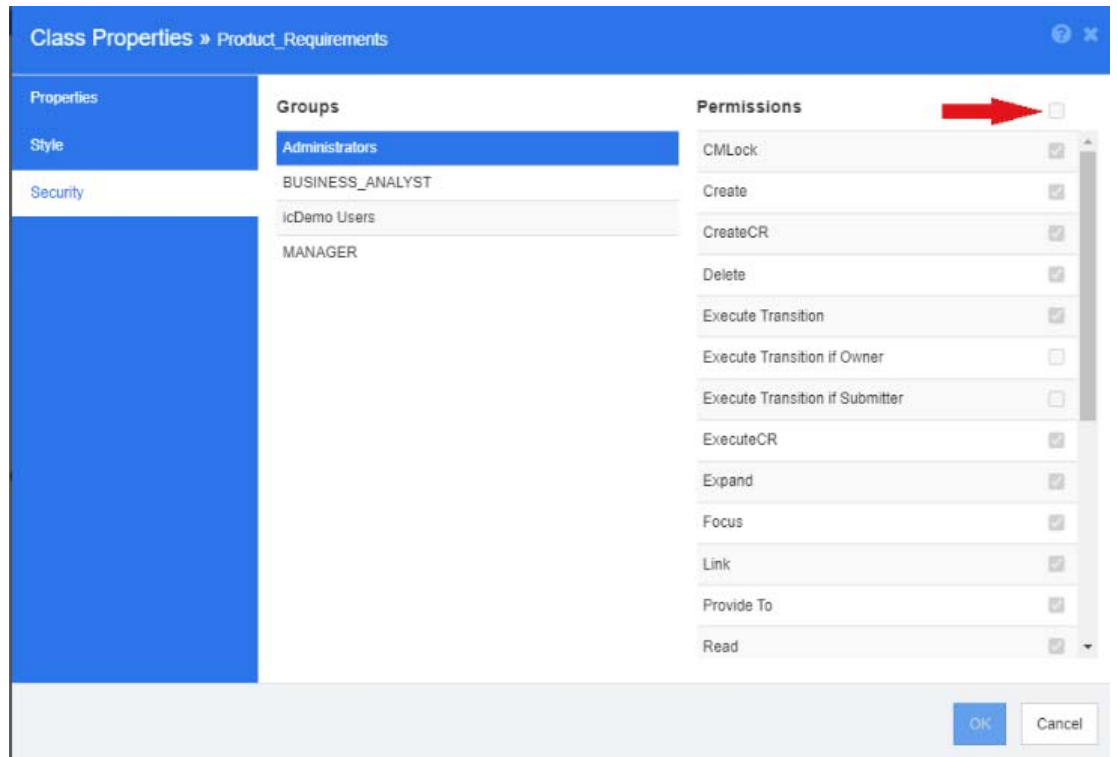 Class Properties » Product_Requirements
Properties
Style
Security
Groups
Administrators
BUSINESS_ANALYST
icDemo Users
MANAGER
Permissions
CMLock
Create
CreateCR
Delete
Execute Transition
Execute Transition if Owner
Execute Transition if Submitter
ExecuteCR
Expand
Focus
Link
Provide To
Read
OK
Cancel